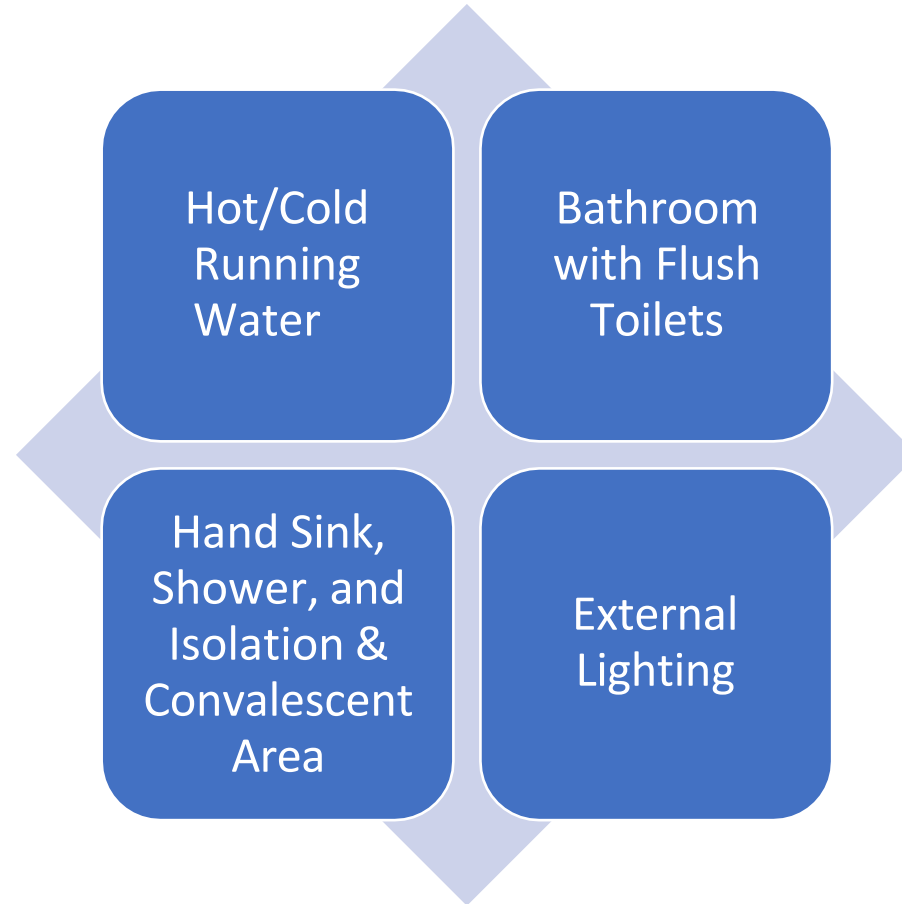 Hot/Cold
Running
Water
Bathroom
with Flush
Toilets
Hand Sink,
Shower, and
Isolation &
Convalescent
Area
External
Lighting